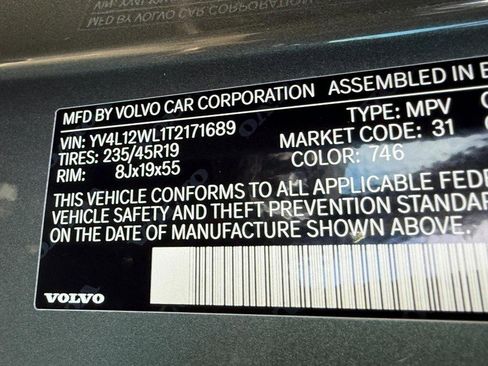 MFD BY VOLVO CAR CORPORATION
ASSEMBLED IN
VIN: YV4L12WL1T2171689
TYPE: MPV
TIRES: 235/45R19
MARKET CODE: 31
RIM: 8Jx19x55
COLOR: 746
THIS VEHICLE CONFORMS TO ALL APPLICABLE
VEHICLE SAFETY AND THEFT PREVENTION STANDARD
ON THE DATE OF MANUFACTURE SHOWN ABOVE.
VOLVO